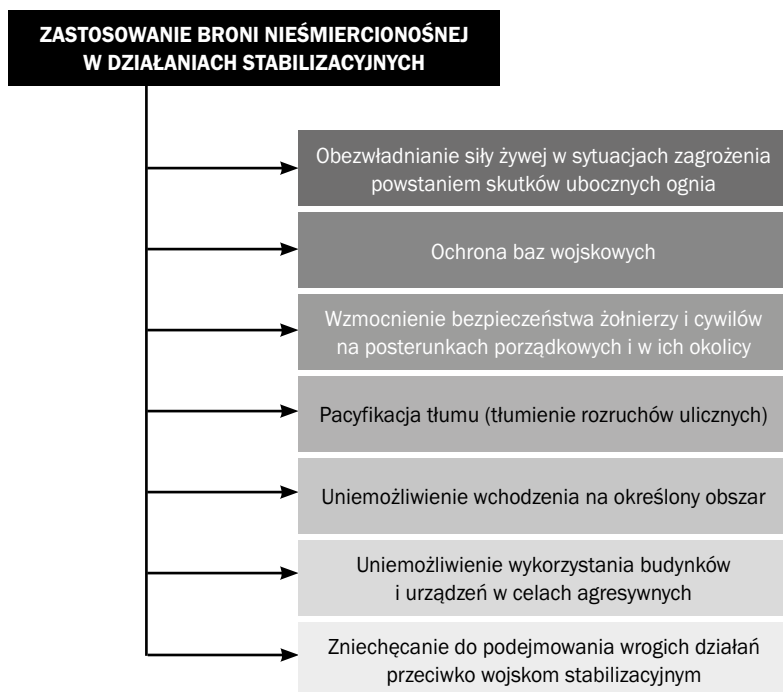 ZASTOSOWANIE BRONI NIEŚMIERCIONOŚNEJ
W DZIAŁANIACH STABILIZACYJNYCH
Obezwładnianie siły żywej w sytuacjach zagrożenia
powstaniem skutków ubocznych ognia
Ochrona baz wojskowych
Wzmocnienie bezpieczeństwa żołnierzy i cywilów
na posterunkach porządkowych i w ich okolicy
Pacyfikacja tłumu (tłumienie rozruchów ulicznych)
Uniemożliwienie wchodzenia na określony obszar
Uniemożliwienie wykorzystania budynków
i urządzeń w celach agresywnych
Zniechęcanie do podejmowania wrogich działań
przeciwko wojskom stabilizacyjnym